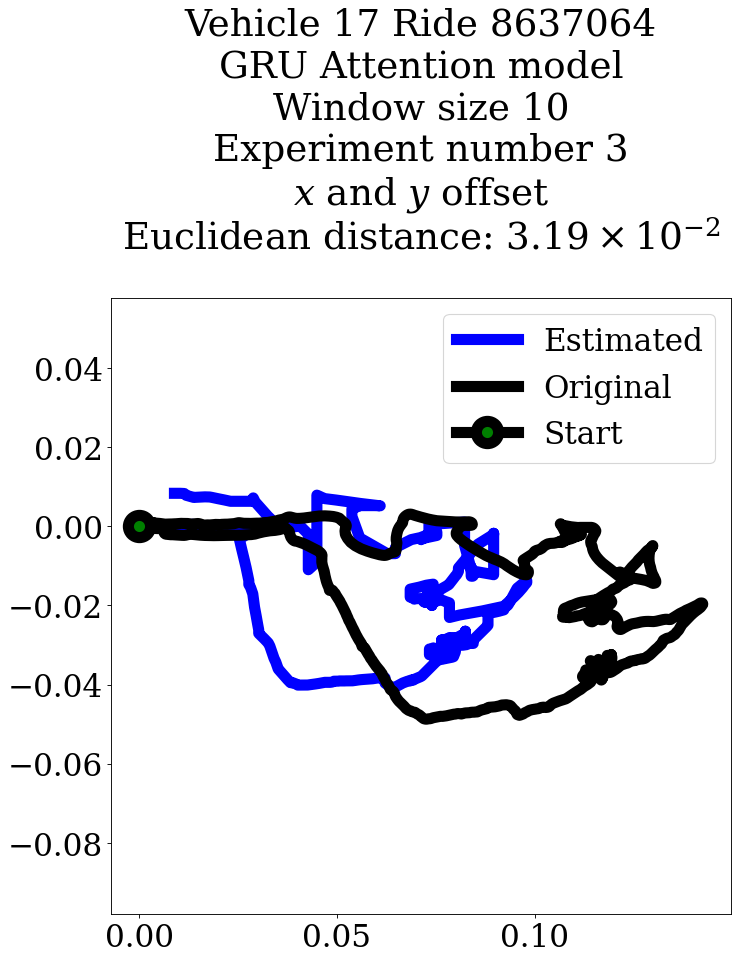 Vehicle 17 Ride 8637064
GRU Attention model
Window size 10
Experiment number 3
x and y offset
Euclidean distance: 3.19 × 10⁻²
Estimated
Original
Start
0.04
0.02
0.00
−0.02
−0.04
−0.06
−0.08
0.00 0.05 0.10